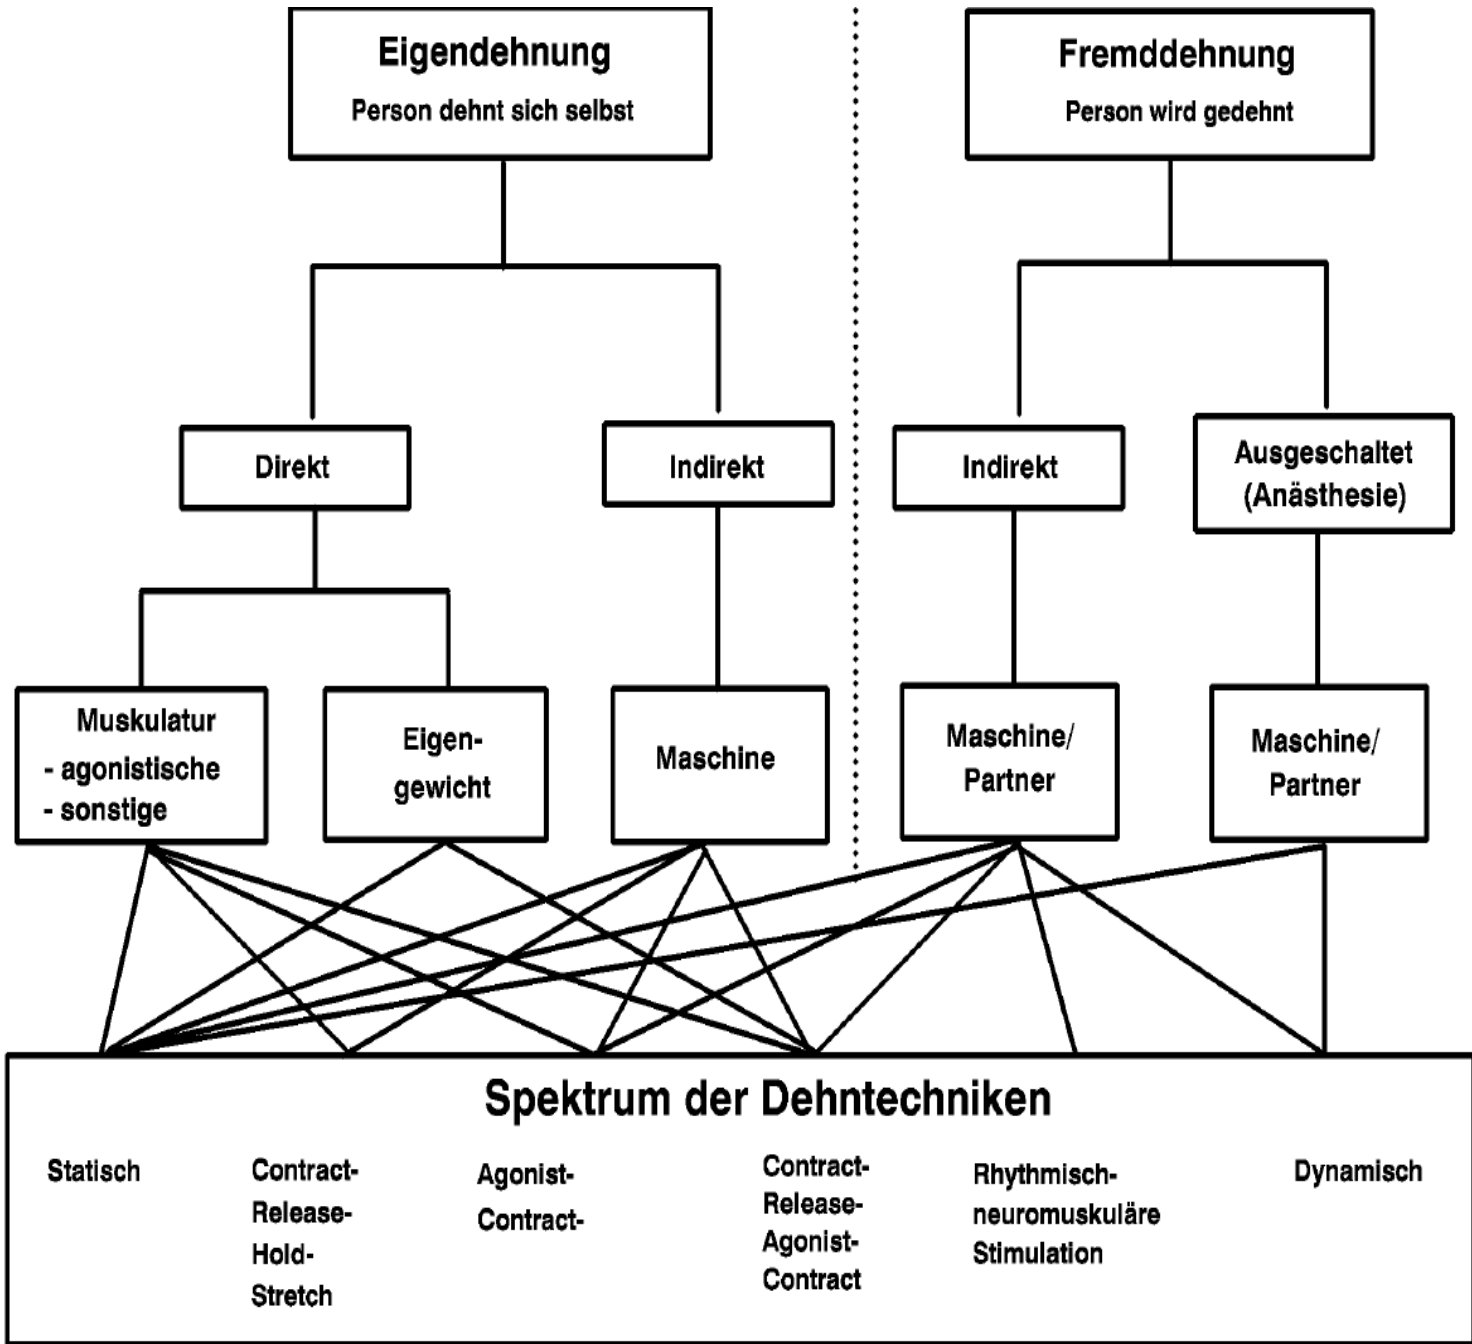 Eigendehnung
Person dehnt sich selbst
Fremddehnung
Person wird gedehnt
Direkt
Indirekt
Indirekt
Ausgeschaltet
(Anästhesie)
Muskulatur
- agonistische
- sonstige
Eigen-
gewicht
Maschine
Maschine/
Partner
Maschine/
Partner
Spektrum der Dehntechniken
Statisch
Contract-
Release-
Hold-
Stretch
Agonist-
Contract-
Contract-
Release-
Agonist-
Contract
Rhythmisch-
neuromuskuläre
Stimulation
Dynamisch